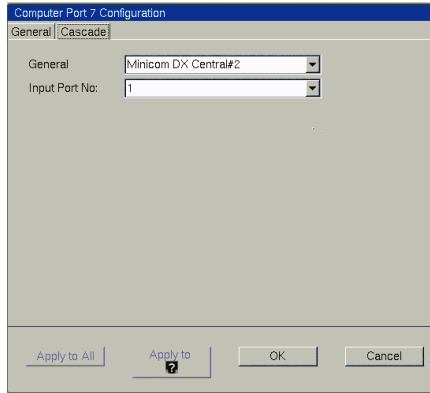 Computer Port 7 Configuration
General Cascade
General Minicom DX Central#2
Input Port No: 1
Apply to All Apply to ? OK Cancel